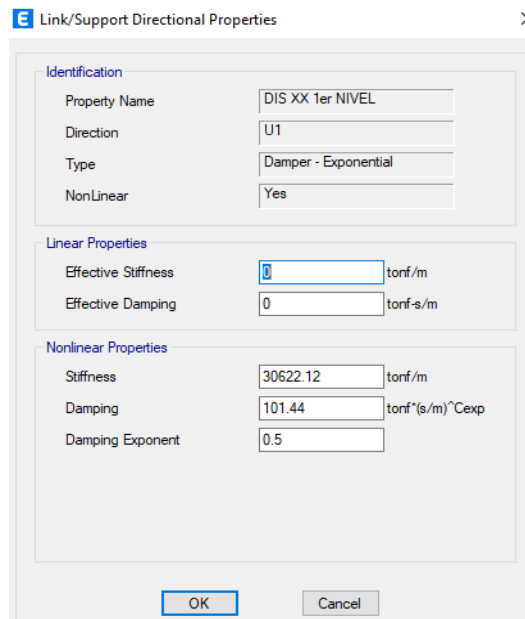 E Link/Support Directional Properties
Identification
Property Name DIS XX 1er NIVEL
Direction U1
Type Damper - Exponential
NonLinear Yes
Linear Properties
Effective Stiffness 0 tonf/m
Effective Damping 0 tonf-s/m
Nonlinear Properties
Stiffness 30622.12 tonf/m
Damping 101.44 tonf*(s/m)^Cexp
Damping Exponent 0.5
OK Cancel